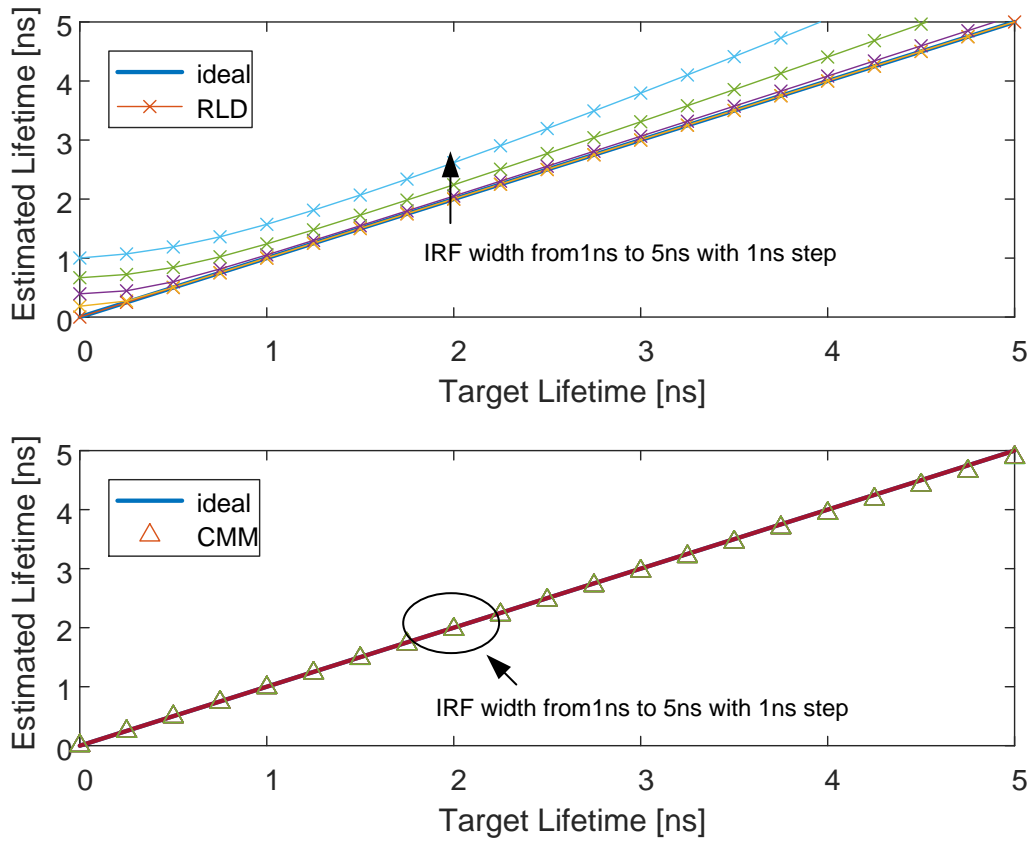 Estimated Lifetime [ns]
5
4
3
2
1
0
ideal
RLD
IRF width from1ns to 5ns with 1ns step
0 1 2 3 4 5
Target Lifetime [ns]
Estimated Lifetime [ns]
5
4
3
2
1
0
ideal
CMM
IRF width from1ns to 5ns with 1ns step
0 1 2 3 4 5
Target Lifetime [ns]